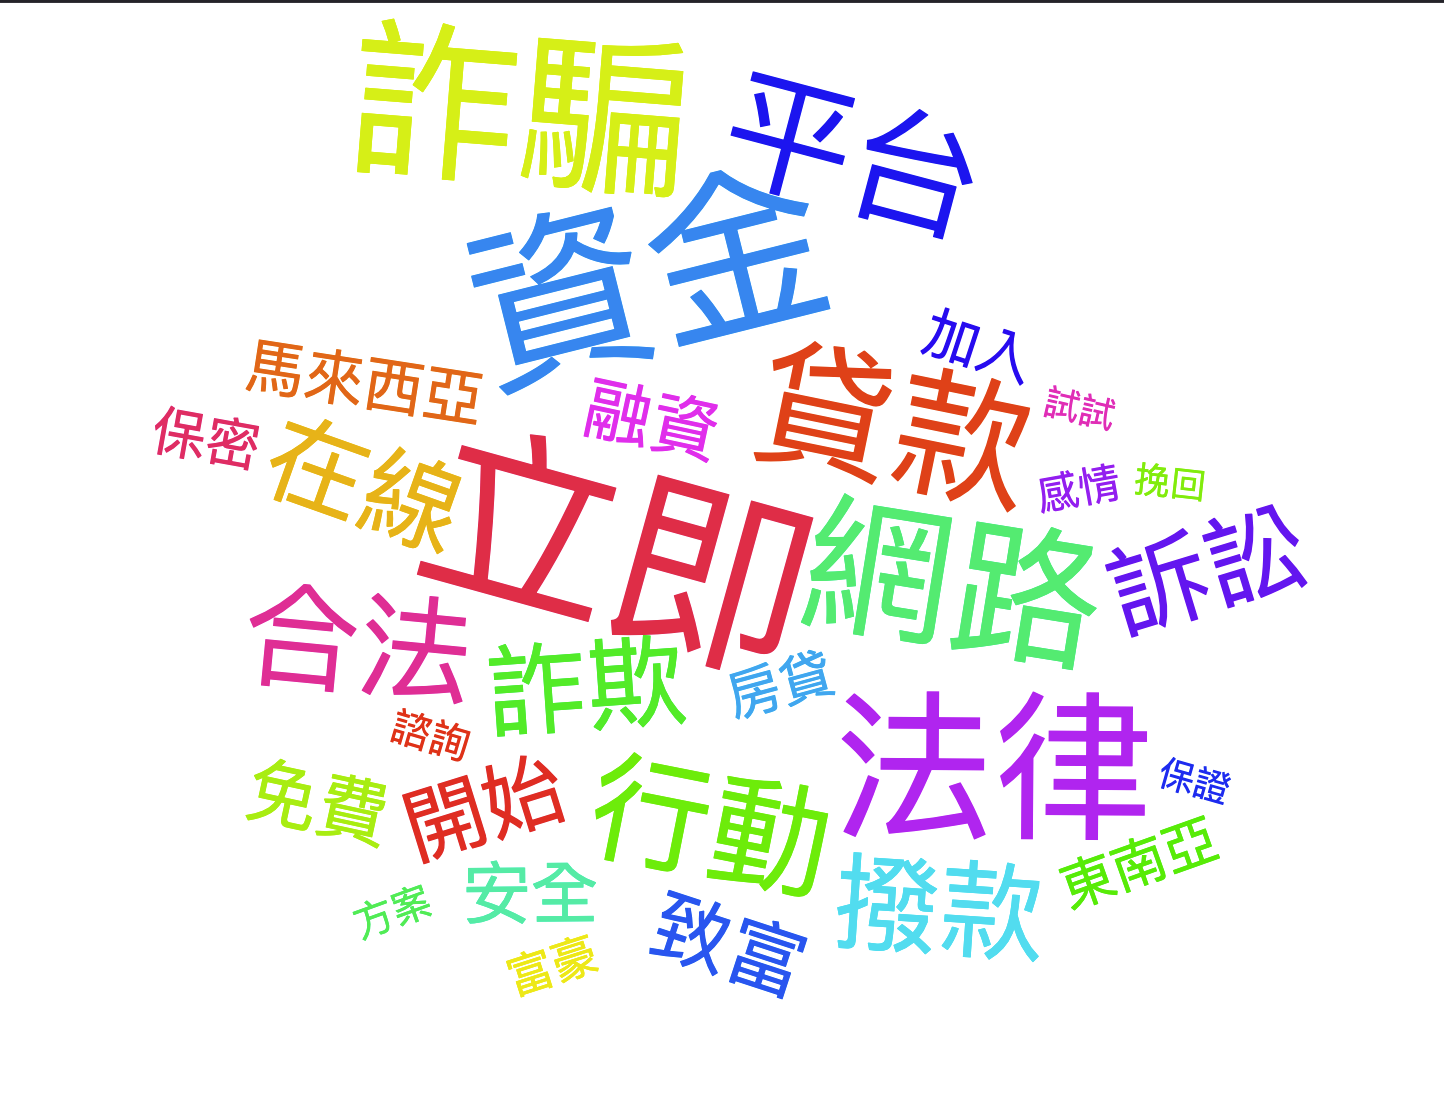 詐騙
平台
資金
加入
馬來西亞
貸款
融資
試試
保密
在線
感情
挽回
立即
網路
訴訟
合法
詐欺
房貸
諮詢
法律
保證
免費
開始
行動
東南亞
方案
安全
撥款
致富
富豪